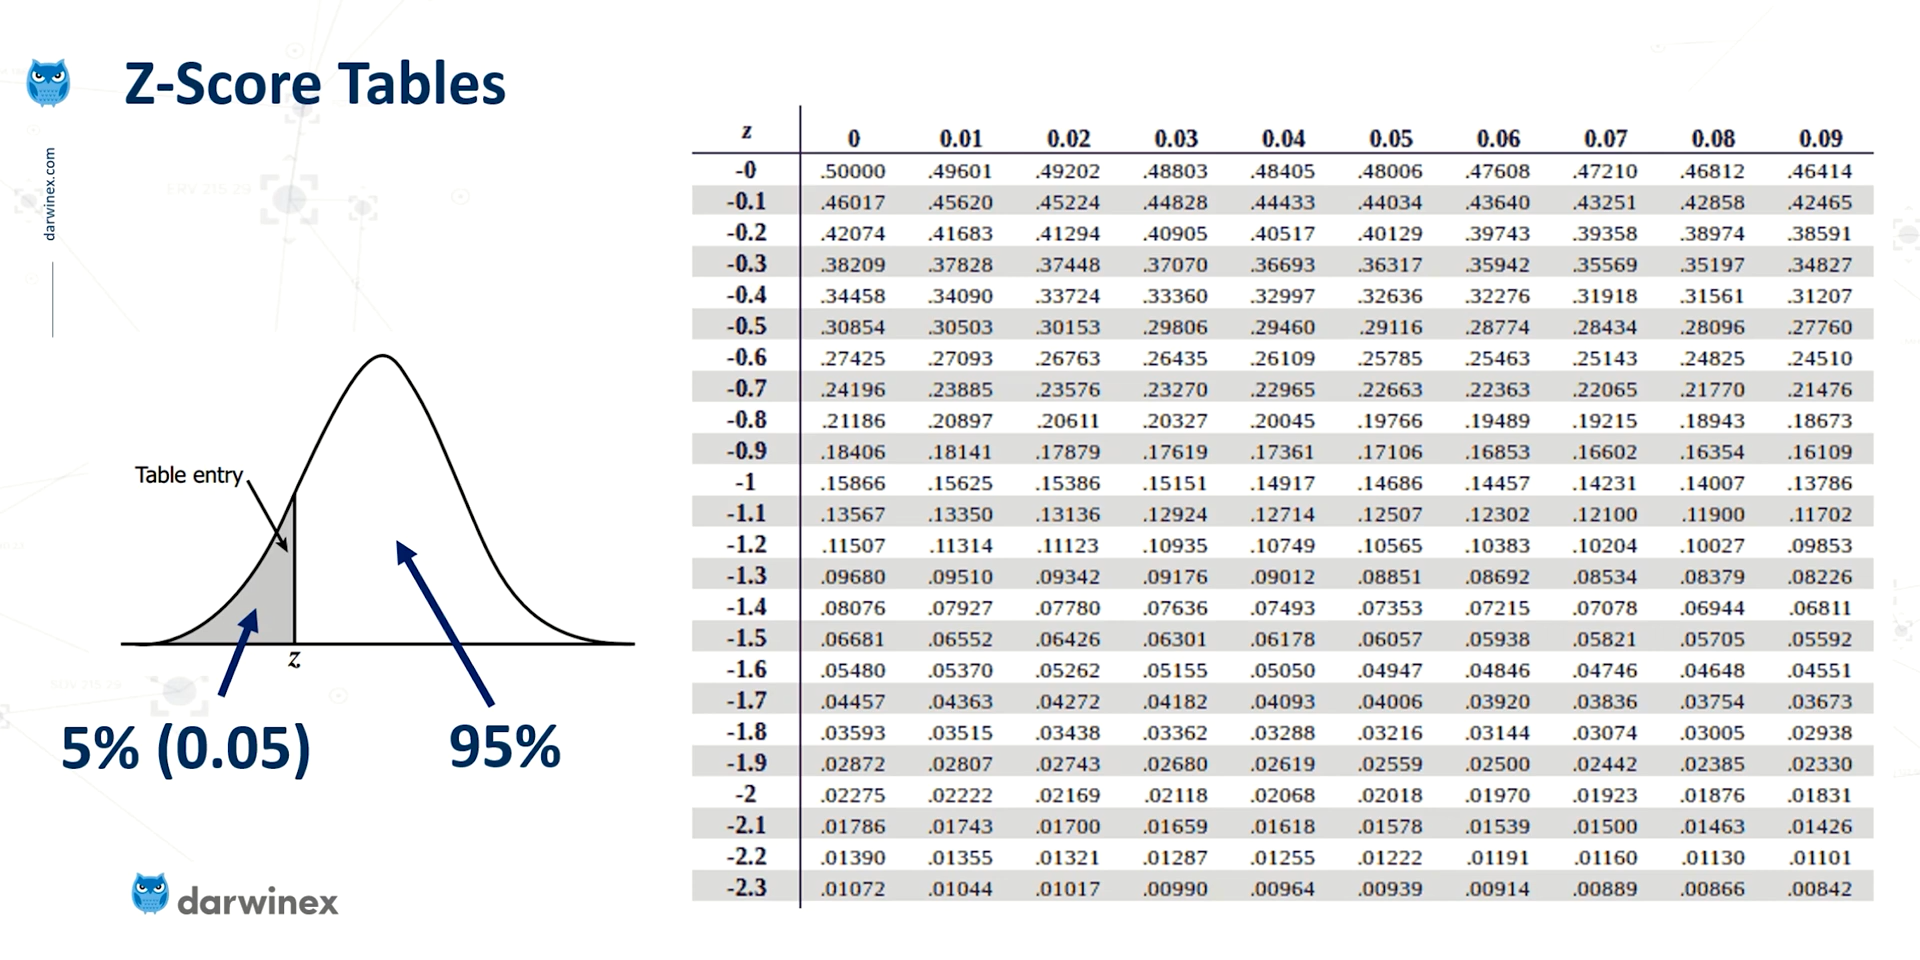 Z-Score Tables
darwinex.com
z 0 0.01 0.02 0.03 0.04 0.05 0.06 0.07 0.08 0.09
-0 .50000 .49601 .49202 .48803 .48405 .48006 .47608 .47210 .46812 .46414
-0.1 .46017 .45620 .45224 .44828 .44433 .44034 .43640 .43251 .42858 .42465
-0.2 .42074 .41683 .41294 .40905 .40517 .40129 .39743 .39358 .38974 .38591
-0.3 .38209 .37828 .37448 .37070 .36693 .36317 .35942 .35569 .35197 .34827
-0.4 .34458 .34090 .33724 .33360 .32997 .32636 .32276 .31918 .31561 .31207
-0.5 .30854 .30503 .30153 .29806 .29460 .29116 .28774 .28434 .28096 .27760
-0.6 .27425 .27093 .26763 .26435 .26109 .25785 .25463 .25143 .24825 .24510
-0.7 .24196 .23885 .23576 .23270 .22965 .22663 .22363 .22065 .21770 .21476
-0.8 .21186 .20897 .20611 .20327 .20045 .19766 .19489 .19215 .18943 .18673
-0.9 .18406 .18141 .17879 .17619 .17361 .17106 .16853 .16602 .16354 .16109
-1 .15866 .15625 .15386 .15151 .14917 .14686 .14457 .14231 .14007 .13786
-1.1 .13567 .13350 .13136 .12924 .12714 .12507 .12302 .12100 .11900 .11702
-1.2 .11507 .11314 .11123 .10935 .10749 .10565 .10383 .10204 .10027 .09853
-1.3 .09680 .09510 .09342 .09176 .09012 .08851 .08692 .08534 .08379 .08226
-1.4 .08076 .07927 .07780 .07636 .07493 .07353 .07215 .07078 .06944 .06811
-1.5 .06681 .06552 .06426 .06301 .06178 .06057 .05938 .05821 .05705 .05592
-1.6 .05480 .05370 .05262 .05155 .05050 .04947 .04846 .04746 .04648 .04551
-1.7 .04457 .04363 .04272 .04182 .04093 .04006 .03920 .03836 .03754 .03673
-1.8 .03593 .03515 .03438 .03362 .03288 .03216 .03144 .03074 .03005 .02938
-1.9 .02872 .02807 .02743 .02680 .02619 .02559 .02500 .02442 .02385 .02330
-2 .02275 .02222 .02169 .02118 .02068 .02018 .01970 .01923 .01876 .01831
-2.1 .01786 .01743 .01700 .01659 .01618 .01578 .01539 .01500 .01463 .01426
-2.2 .01390 .01355 .01321 .01287 .01255 .01222 .01191 .01160 .01130 .01101
-2.3 .01072 .01044 .01017 .00990 .00964 .00939 .00914 .00889 .00866 .00842
Table entry
z
5% (0.05)
95%
darwinex